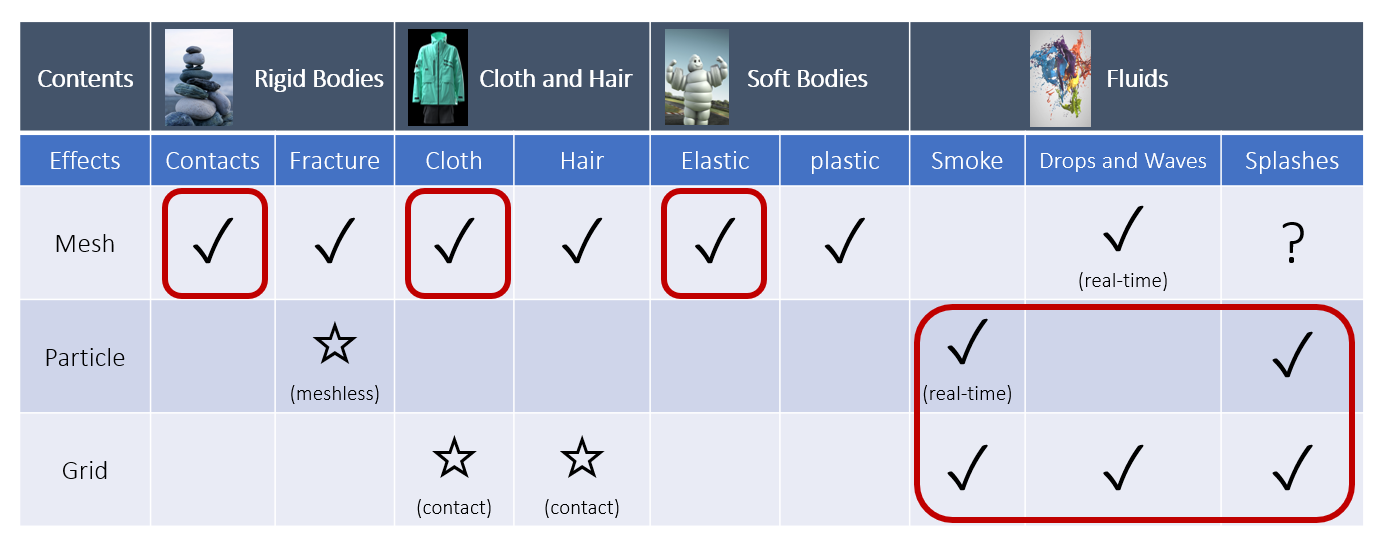 Contents Rigid Bodies Cloth and Hair Soft Bodies Fluids
Effects Contacts Fracture Cloth Hair Elastic plastic Smoke Drops and Waves Splashes
Mesh ✓ ✓ ✓ ✓ ✓ ✓ ✓ ?
(real-time)
Particle ☆ ✓ ✓
(meshless) (real-time)
Grid ☆ ☆ ✓ ✓ ✓
(contact) (contact)